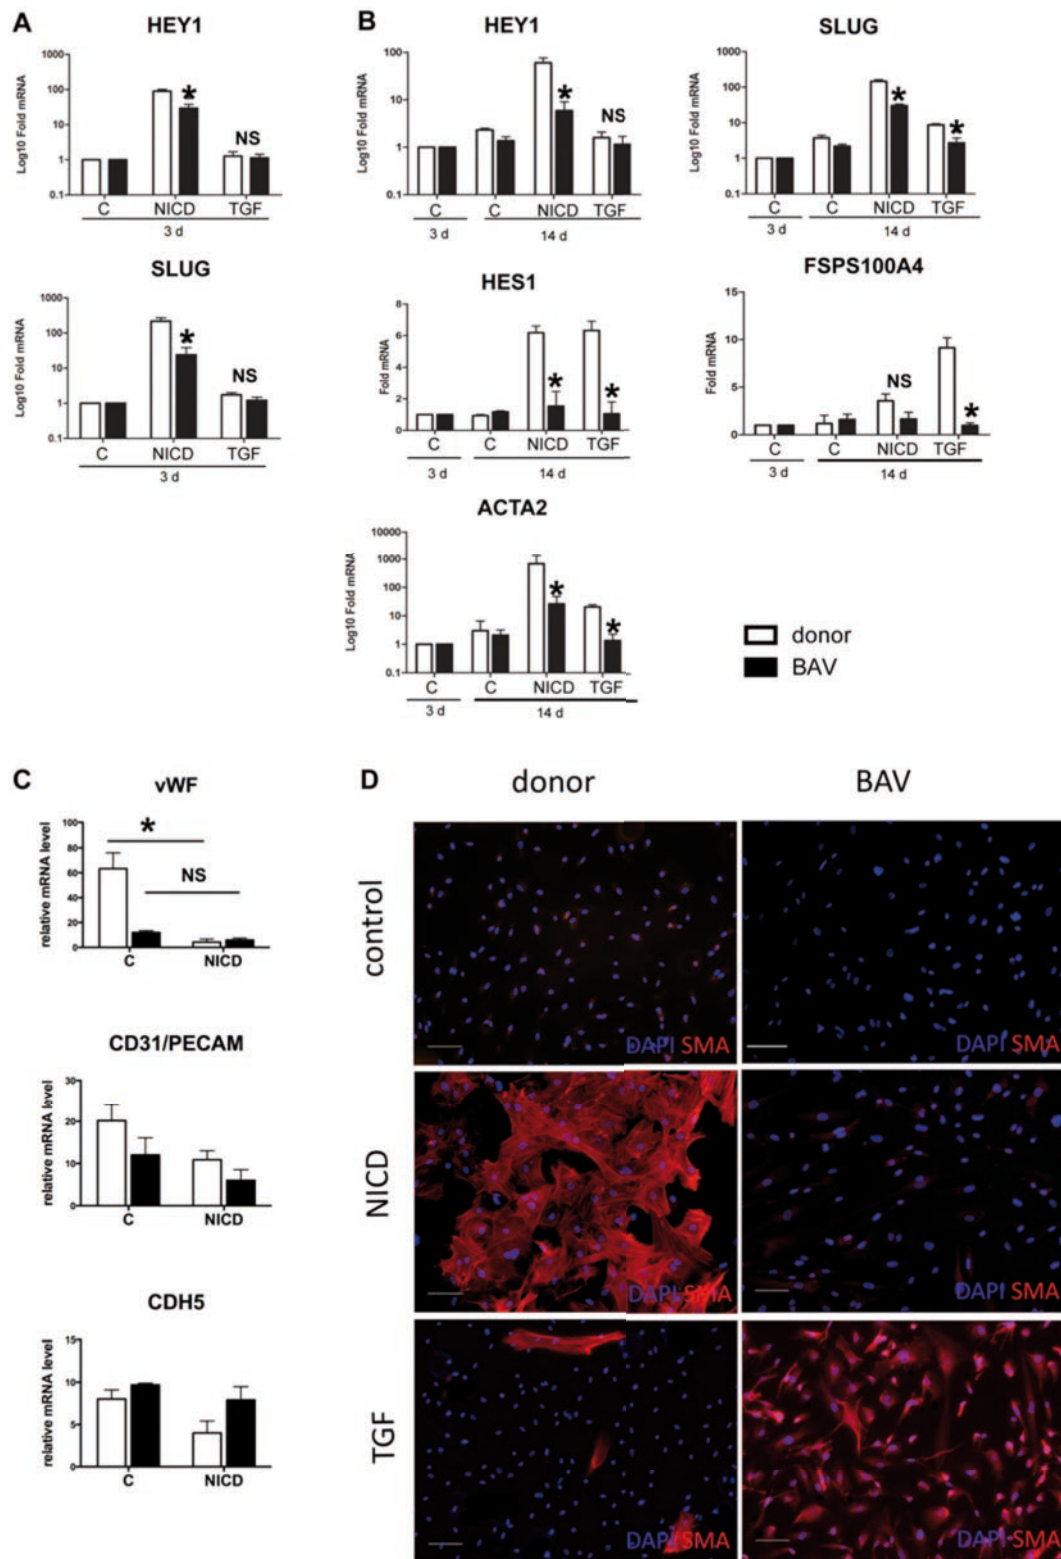 A
HEY1
Log10 Fold mRNA
1000
100
10
1
0.1
*
NS
C NICD TGF
3 d
SLUG
Log10 Fold mRNA
1000
100
10
1
0.1
*
NS
C NICD TGF
3 d
B
HEY1
Log10 Fold mRNA
100
10
1
0.1
*
NS
C C NICD TGF
3 d 14 d
SLUG
Log10 Fold mRNA
1000
100
10
1
0.1
*
*
C C NICD TGF
3 d 14 d
HES1
Fold mRNA
8
6
4
2
0
*
*
C C NICD TGF
3 d 14 d
FSPS100A4
Fold mRNA
15
10
5
0
NS
*
C C NICD TGF
3 d 14 d
ACTA2
Log10 Fold mRNA
10000
1000
100
10
1
0.1
*
*
C C NICD TGF
3 d 14 d
donor
BAV
C
vWF
relative mRNA level
100
80
60
40
20
0
*
NS
C NICD
CD31/PECAM
relative mRNA level
30
20
10
0
C NICD
CDH5
relative mRNA level
15
10
5
0
C NICD
D
donor BAV
control
DAPI SMA DAPI SMA
NICD
DAPI SMA DAPI SMA
TGF
DAPI SMA DAPI SMA